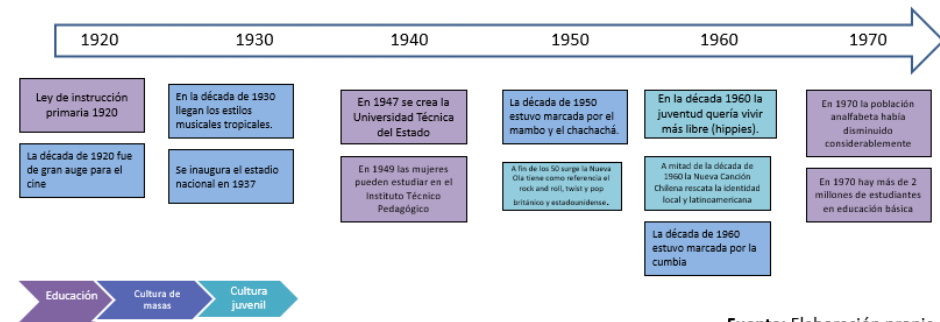 1920 1930 1940 1950 1960 1970
Ley de instrucción
primaria 1920
La década de 1920 fue
de gran auge para el
cine
En la década de 1930
llegan los estilos
musicales tropicales.
Se inaugura el estadio
nacional en 1937
En 1947 se crea la
Universidad Técnica
del Estado
En 1949 las mujeres
pueden estudiar en el
Instituto Técnico
Pedagógico
La década de 1950
estuvo marcada por el
mambo y el chachachá.
A fin de los 50 surge la Nueva
Ola tiene como referencia el
rock and roll, twist y pop
británico y estadounidense.
En la década 1960 la
juventud quería vivir
más libre (hippies).
A mitad de la década de
1960 la Nueva Canción
Chilena rescata la identidad
local y latinoamericana
La década de 1960
estuvo marcada por la
cumbia
En 1970 la población
analfabeta había
disminuido
considerablemente
En 1970 hay más de 2
millones de estudiantes
en educación básica
Educación
Cultura de
masas
Cultura
juvenil